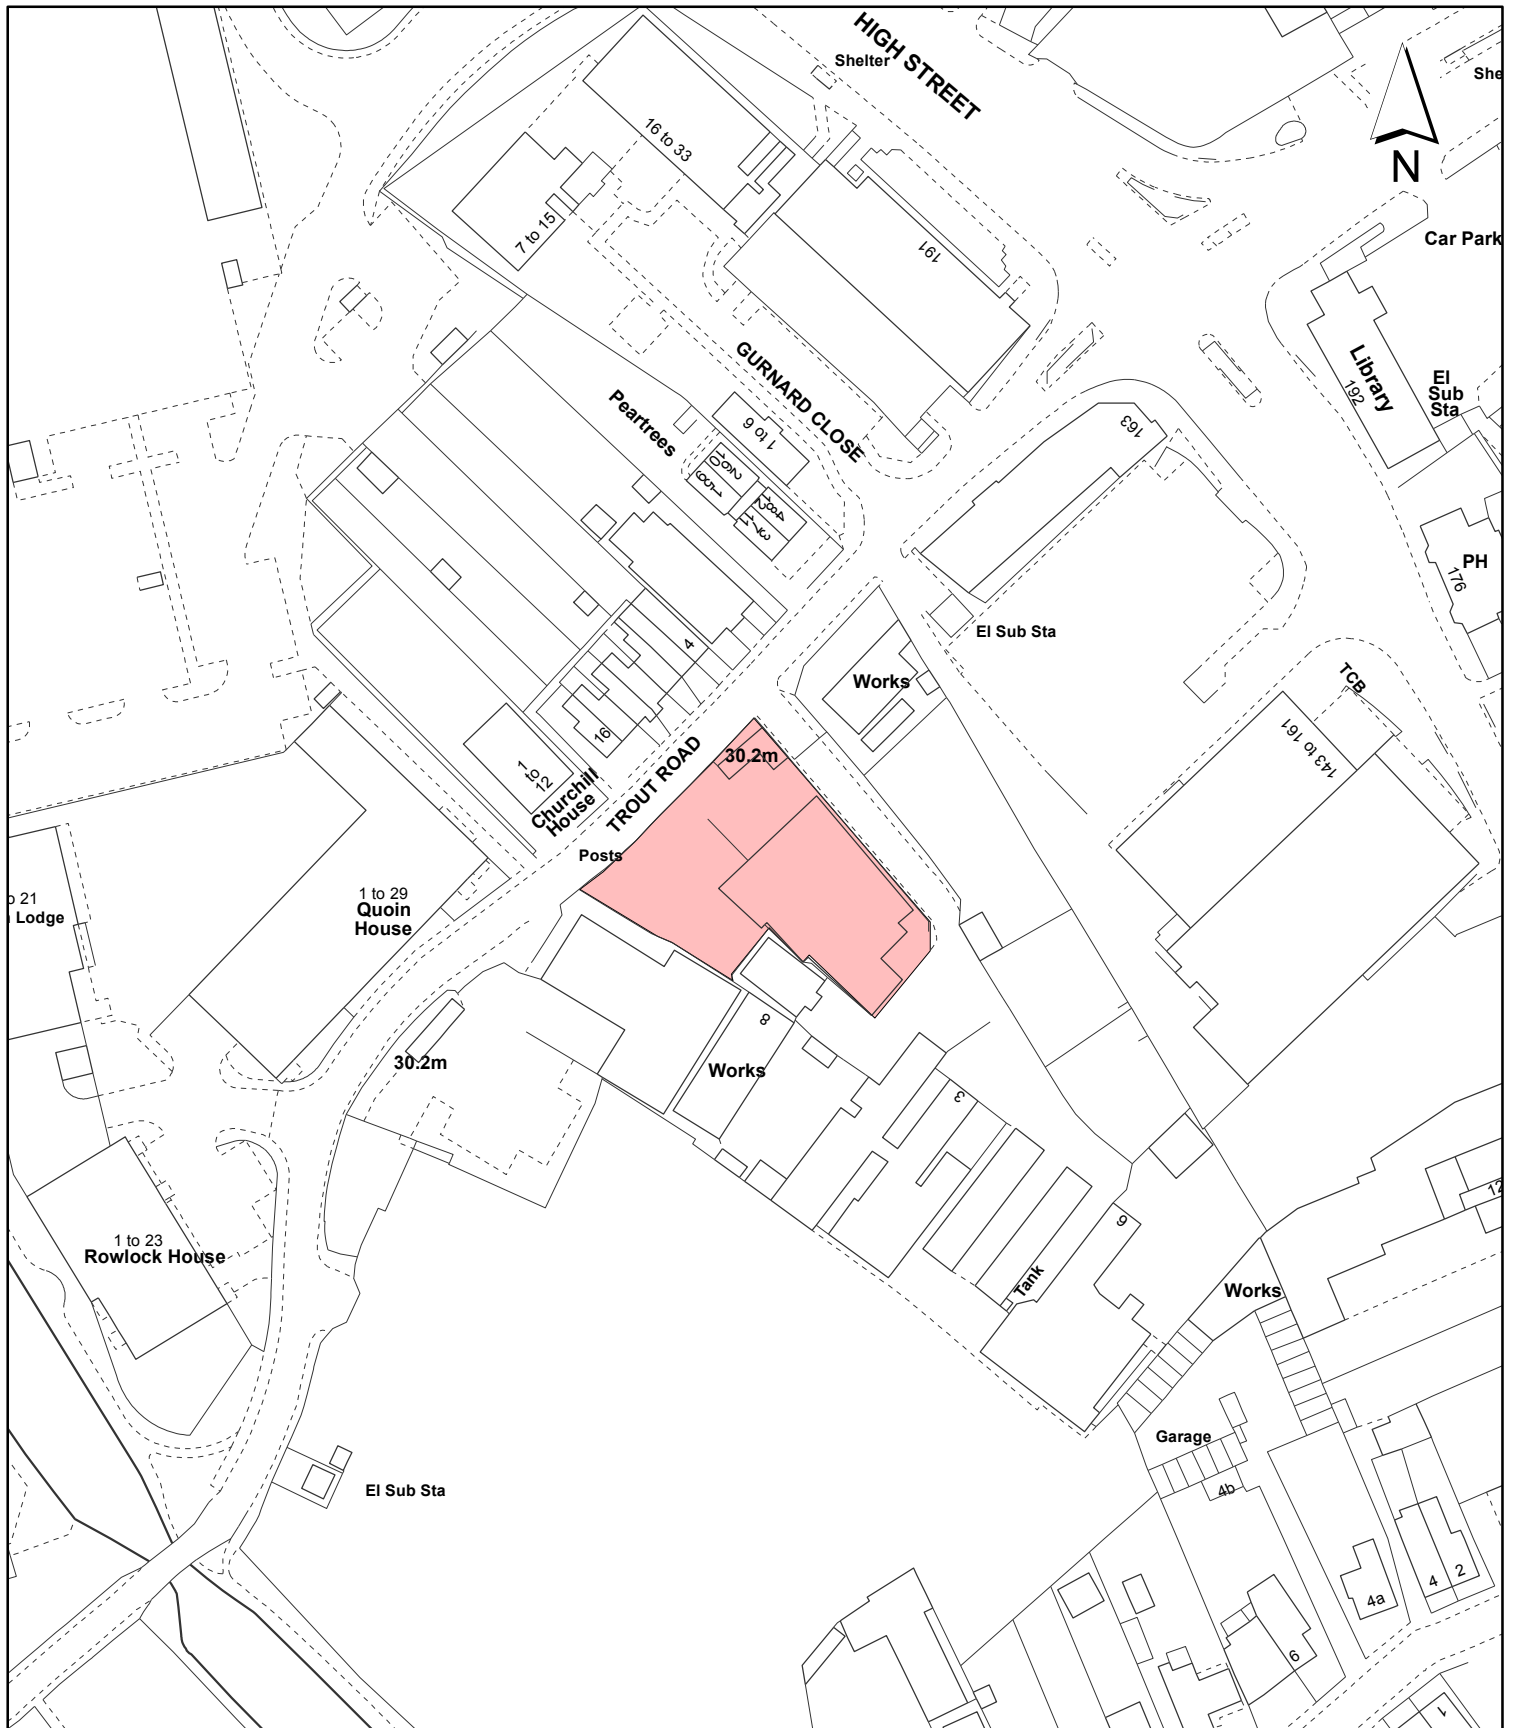 HIGH STREET
Shelter
N
16 to 33
7 to 15
191
Car Park
GURNARD CLOSE
Library
192
El
Sub
Sta
Peartrees
1 to 6
163
PH
176
El Sub Sta
4
Works
TCB
143 to 161
16
30.2m
TROUT ROAD
1
to
12
Churchill
House
Posts
1 to 29
Quoin
House
Lodge
30.2m
8
Works
3
9
Tank
1 to 23
Rowlock House
Works
Garage
4b
El Sub Sta
4a
4
2
6
1